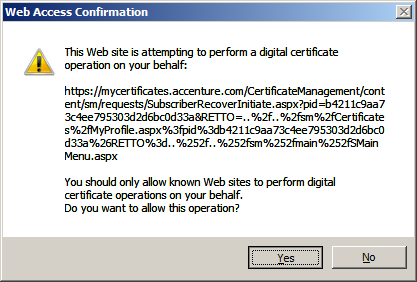 Web Access Confirmation
This Web site is attempting to perform a digital certificate
operation on your behalf:
https://mycertificates.accenture.com/CertificateManagement/cont
ent/sm/requests/SubscriberRecoverInitiate.aspx?pid=b4211c9aa7
3c4ee795303d2d6bc0d33a&RETTO=..%2f..%2fsm%2fCertificate
s%2fMyProfile.aspx%3fpid%3db4211c9aa73c4ee795303d2d6bc0
d33a%26RETTO%3d..%252f..%252fsm%252fmain%252fSMain
Menu.aspx
You should only allow known Web sites to perform digital
certificate operations on your behalf.
Do you want to allow this operation?
Yes
No